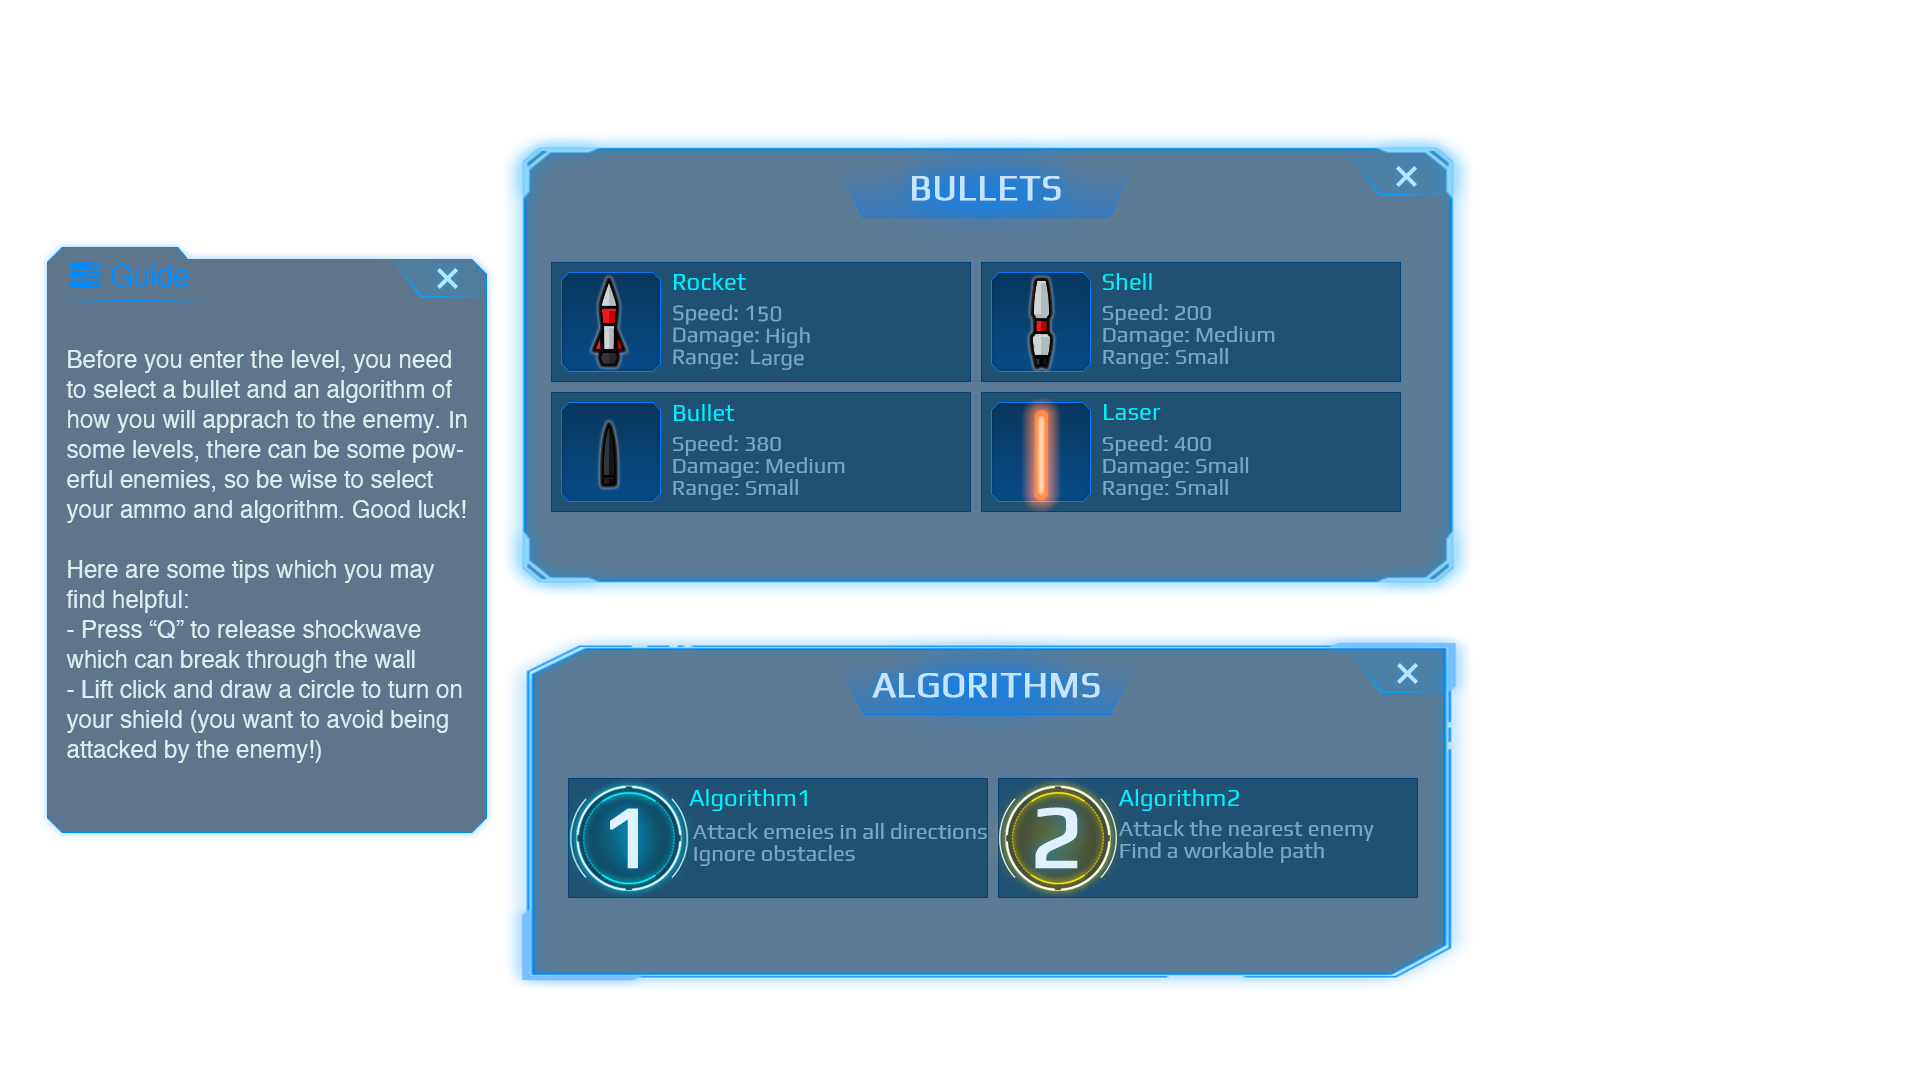 Guide
Before you enter the level, you need
to select a bullet and an algorithm of
how you will apprach to the enemy. In
some levels, there can be some pow-
erful enemies, so be wise to select
your ammo and algorithm. Good luck!
Here are some tips which you may
find helpful:
- Press “Q” to release shockwave
which can break through the wall
- Lift click and draw a circle to turn on
your shield (you want to avoid being
attacked by the enemy!)
BULLETS
Rocket
Speed: 150
Damage: High
Range: Large
Shell
Speed: 200
Damage: Medium
Range: Small
Bullet
Speed: 380
Damage: Medium
Range: Small
Laser
Speed: 400
Damage: Small
Range: Small
ALGORITHMS
1
Algorithm1
Attack emeies in all directions
Ignore obstacles
2
Algorithm2
Attack the nearest enemy
Find a workable path